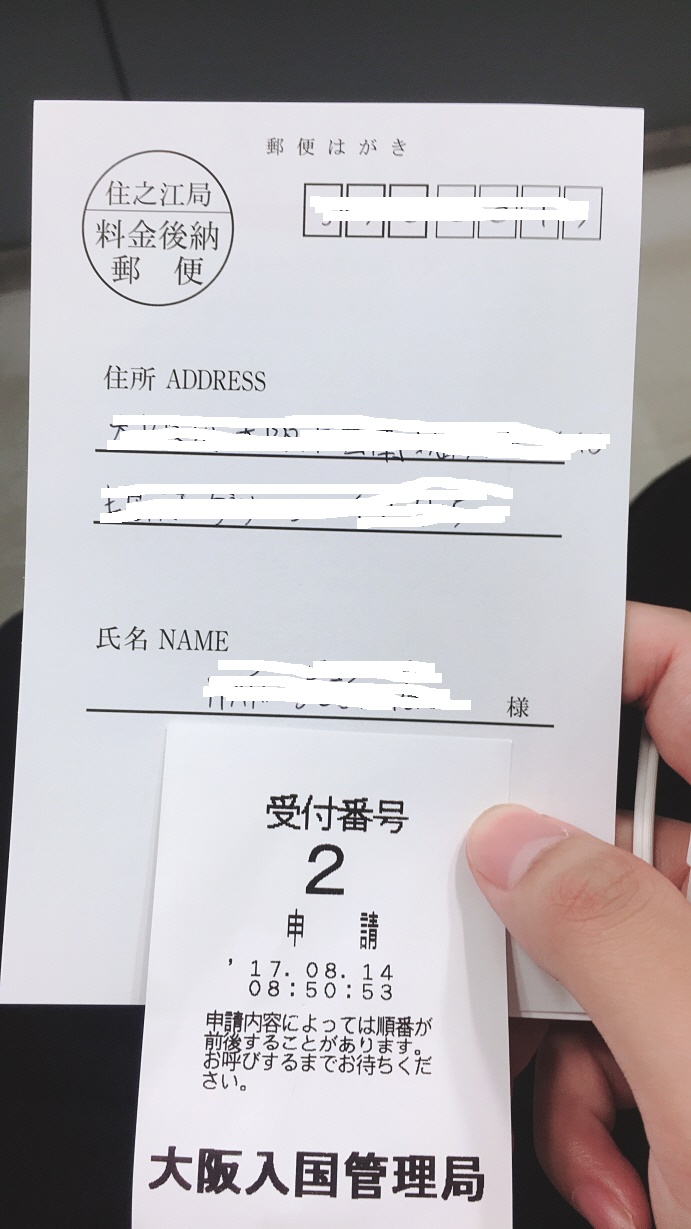 郵便はがき
住之江局
料金後納
郵 便
住所 ADDRESS
氏名 NAME
様
受付番号
2
申 請
'17.08.14
08:50:53
申請内容によっては順番が
前後することがあります。
お呼びするまでお待ちくだ
さい。
大阪入国管理局